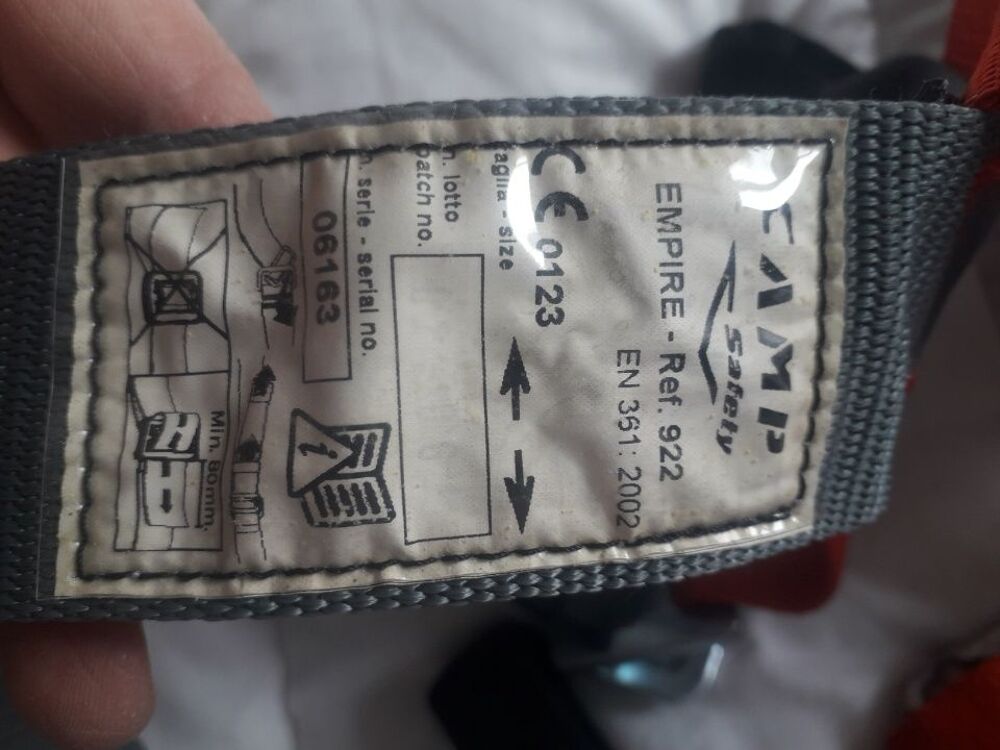 CAMP
safety
EMPIRE - Ref. 922
EN 361: 2002
CE 0123
taglia - size
n. lotto
batch no.
n. serie - serial no.
06163
i
Min. 80mm.